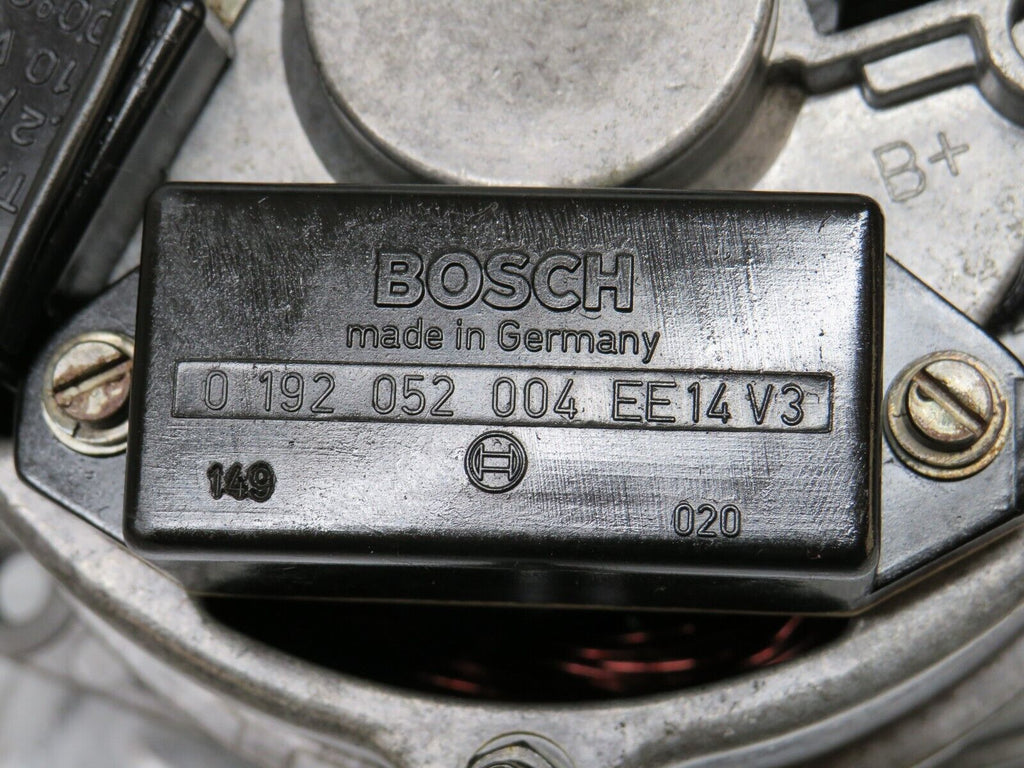 B+
BOSCH
made in Germany
0 192 052 004 EE14V3
149
020